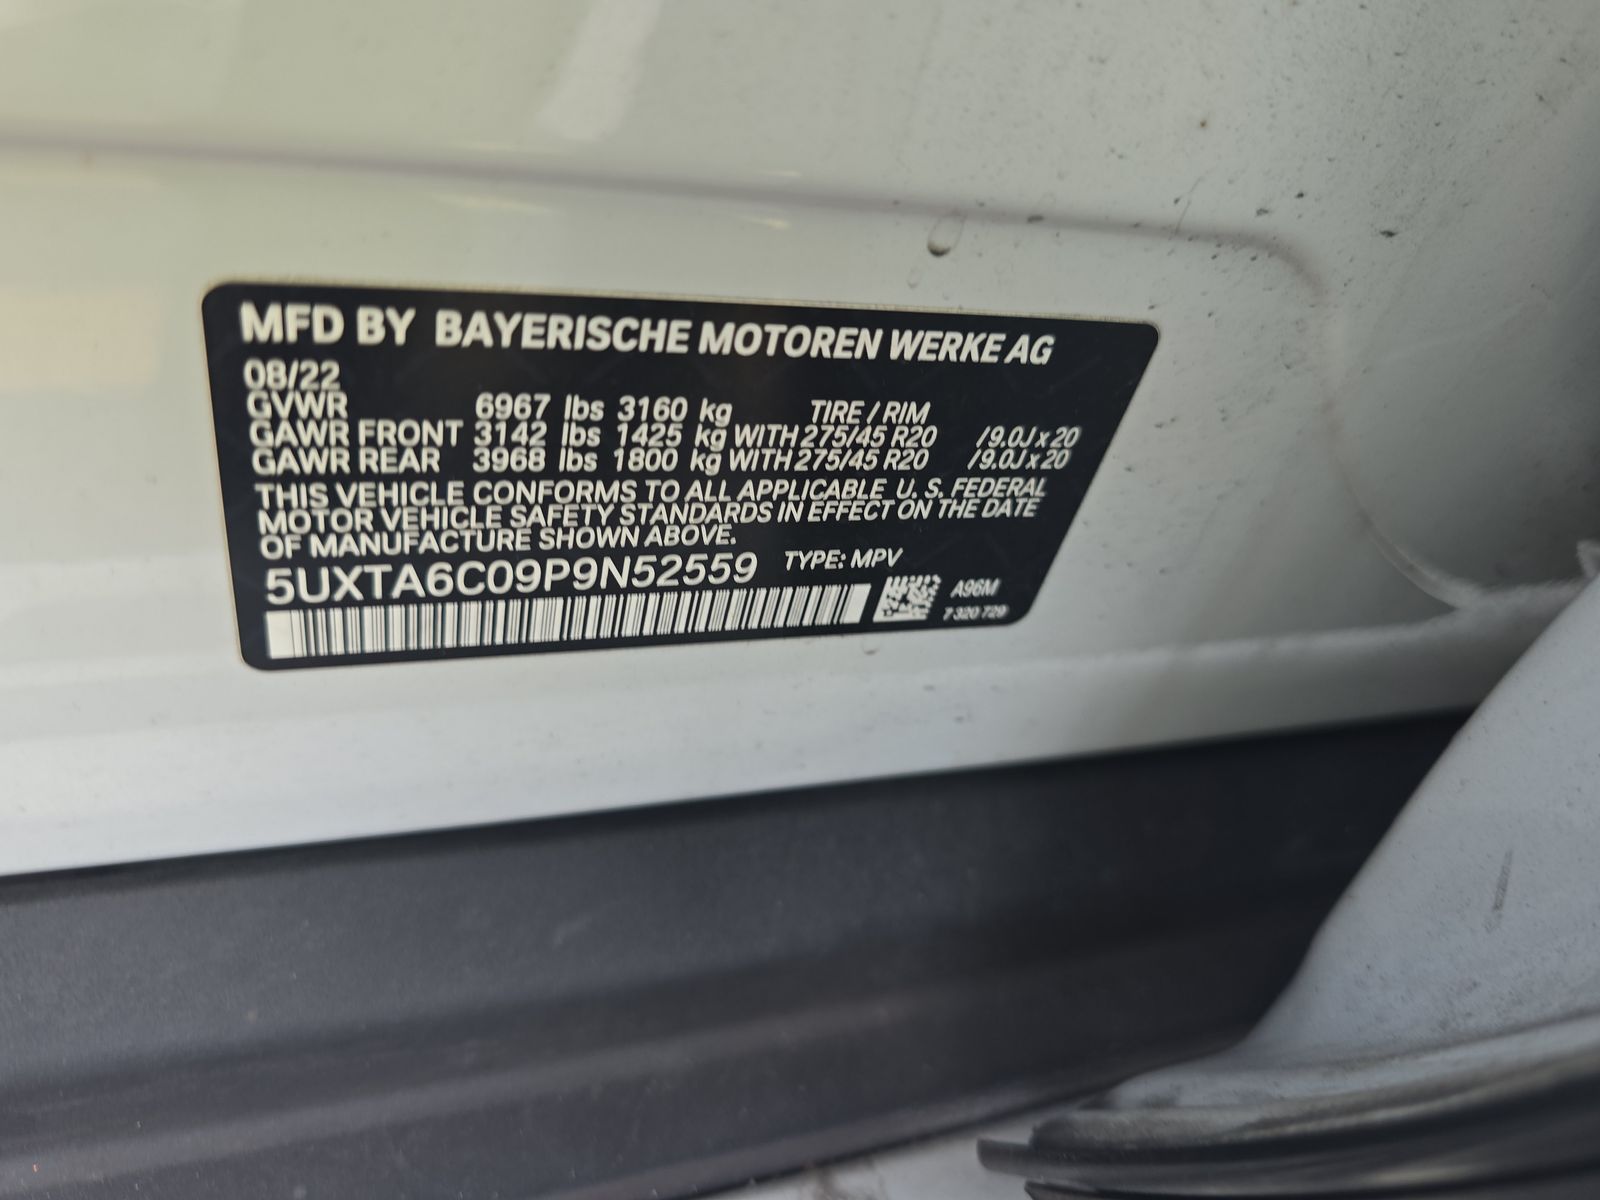 MFD BY BAYERISCHE MOTOREN WERKE AG
08/22
GVWR 6967 lbs 3160 kg TIRE / RIM
GAWR FRONT 3142 lbs 1425 kg WITH 275/45 R20 /9.0J x 20
GAWR REAR 3968 lbs 1800 kg WITH 275/45 R20 /9.0J x 20
THIS VEHICLE CONFORMS TO ALL APPLICABLE U. S. FEDERAL
MOTOR VEHICLE SAFETY STANDARDS IN EFFECT ON THE DATE
OF MANUFACTURE SHOWN ABOVE.
5UXTA6C09P9N52559 TYPE: MPV
A96M
7 320 729